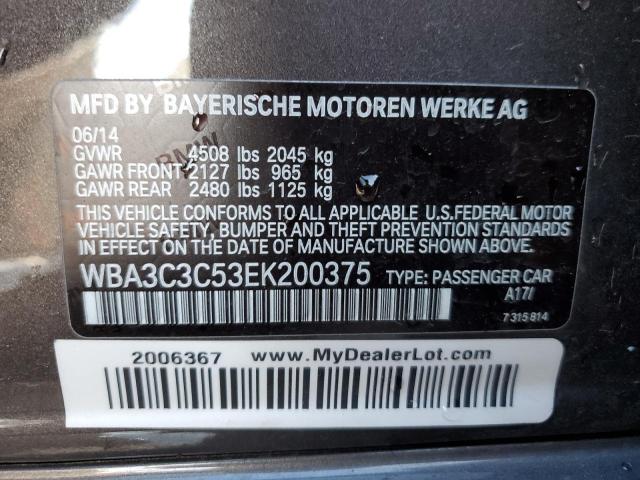 MFD BY BAYERISCHE MOTOREN WERKE AG
06/14
GVWR 4508 lbs 2045 kg
GAWR FRONT 2127 lbs 965 kg
GAWR REAR 2480 lbs 1125 kg
THIS VEHICLE CONFORMS TO ALL APPLICABLE U.S.FEDERAL MOTOR
VEHICLE SAFETY, BUMPER AND THEFT PREVENTION STANDARDS
IN EFFECT ON THE DATE OF MANUFACTURE SHOWN ABOVE.
WBA3C3C53EK200375 TYPE: PASSENGER CAR
A17/
7 315 814
2006367 www.MyDealerLot.com